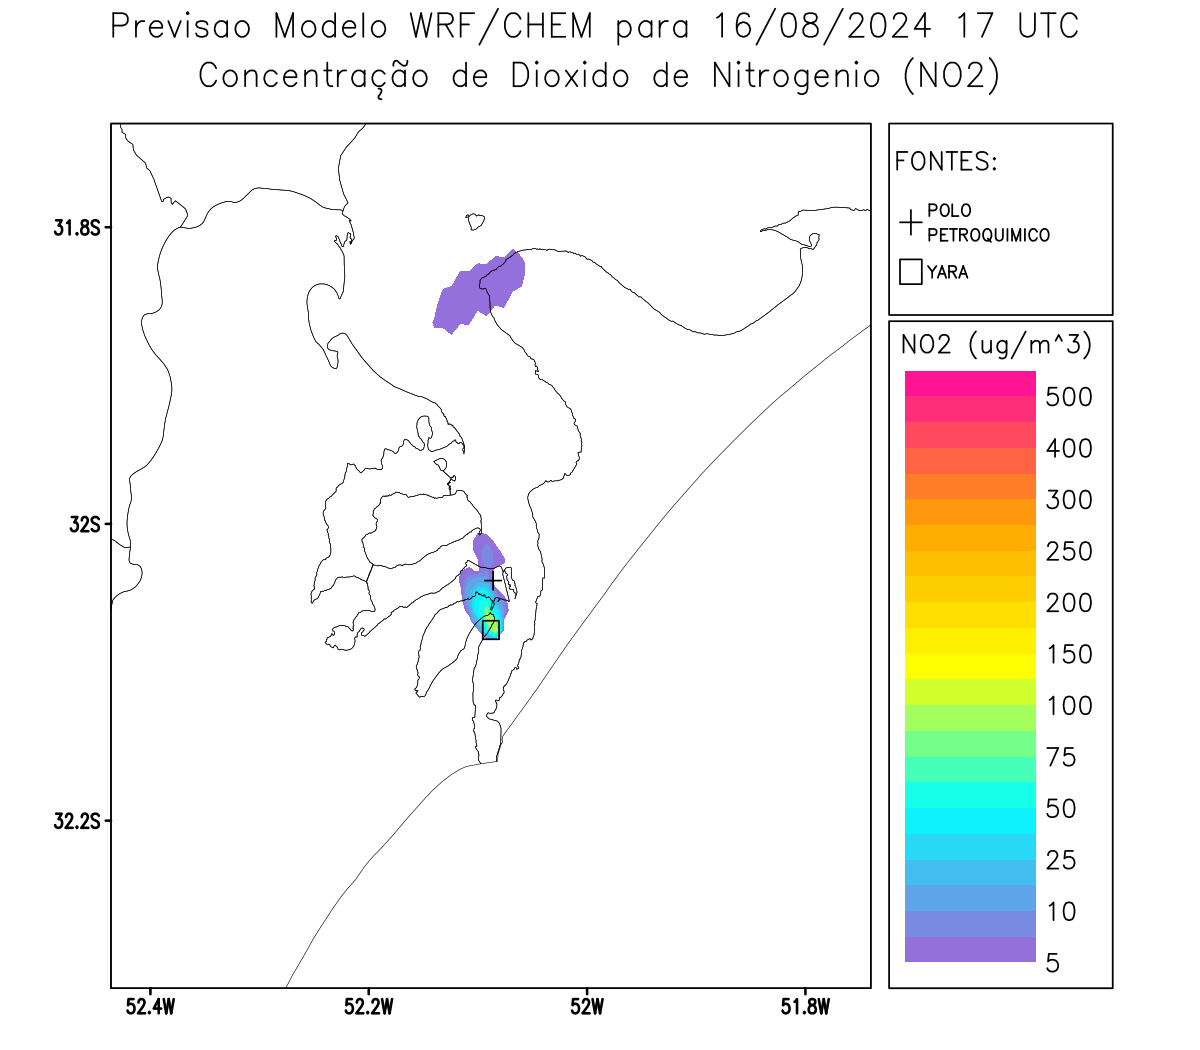 Previsao Modelo WRF/CHEM para 16/08/2024 17 UTC
Concentração de Dioxido de Nitrogenio (NO2)
FONTES:
POLO
PETROQUIMICO
YARA
NO2 (ug/m^3)
500
400
300
250
200
150
100
75
50
25
10
5
31.8S
32S
32.2S
52.4W
52.2W
52W
51.8W